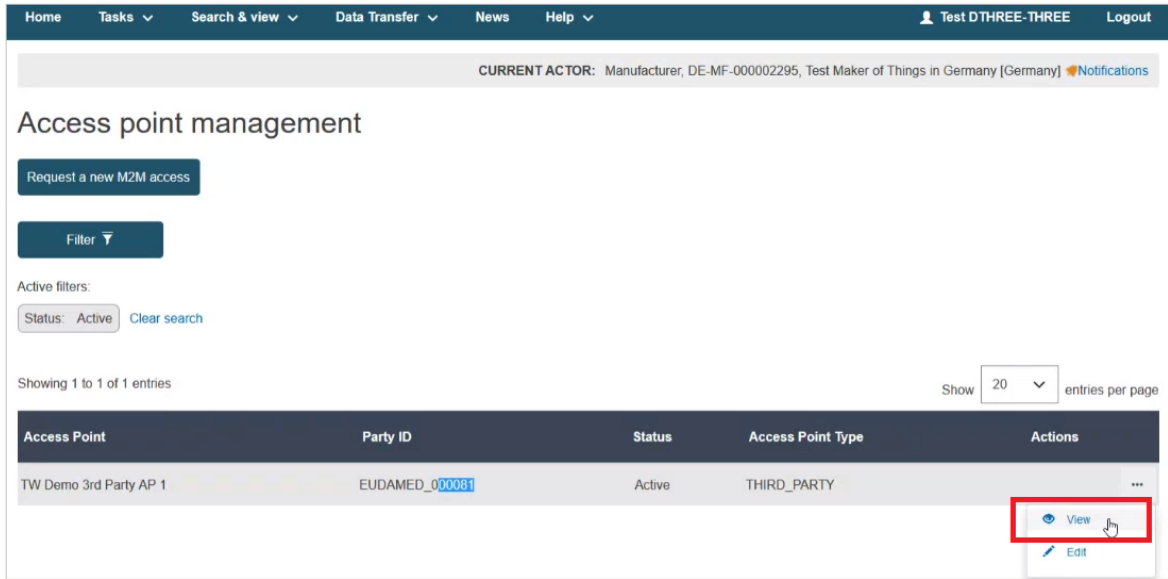 Home Tasks Search & view Data Transfer News Help Test DTHREE-THREE Logout
CURRENT ACTOR: Manufacturer, DE-MF-000002295, Test Maker of Things in Germany [Germany] Notifications
Access point management
Request a new M2M access
Filter
Active filters:
Status: Active Clear search
Showing 1 to 1 of 1 entries Show 20 entries per page
Access Point Party ID Status Access Point Type Actions
TW Demo 3rd Party AP 1 EUDAMED_000081 Active THIRD_PARTY ...
View
Edit